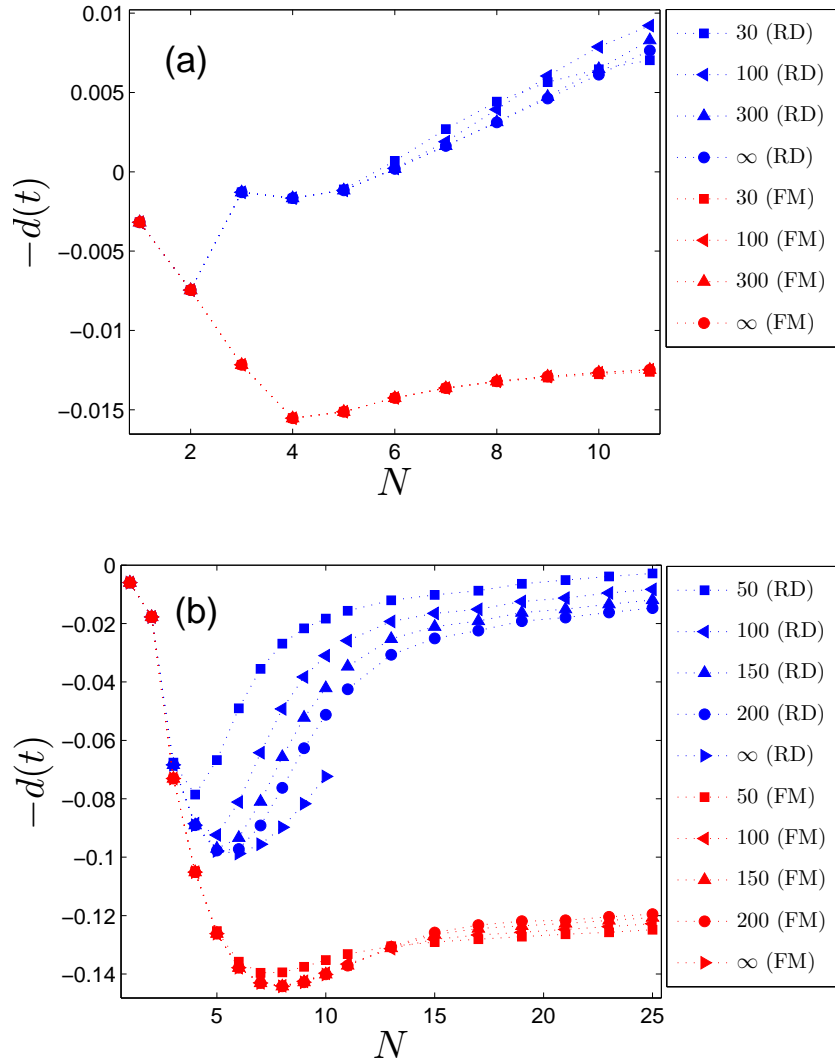 (a)
0.01
0.005
0
−0.005
−0.01
−0.015
−d(t)
2 4 6 8 10
N
30 (RD)
100 (RD)
300 (RD)
∞ (RD)
30 (FM)
100 (FM)
300 (FM)
∞ (FM)
(b)
0
−0.02
−0.04
−0.06
−0.08
−0.1
−0.12
−0.14
−d(t)
5 10 15 20 25
N
50 (RD)
100 (RD)
150 (RD)
200 (RD)
∞ (RD)
50 (FM)
100 (FM)
150 (FM)
200 (FM)
∞ (FM)